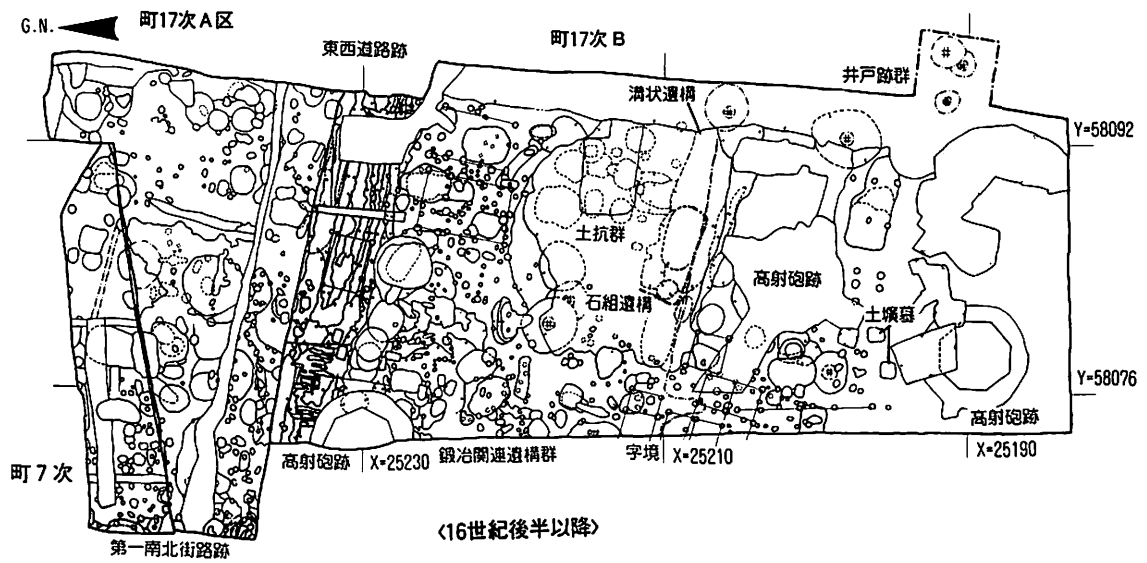 G.N.
町17次A区
東西道路跡
町17次B
井戸跡群
溝状遺構
Y=58092
土抗群
高射砲跡
石組遺構
土壙墓
Y=58076
高射砲跡
町7次
高射砲跡
X=25230
鍛冶関連遺構群
字境
X=25210
X=25190
第一南北街路跡
〈16世紀後半以降〉